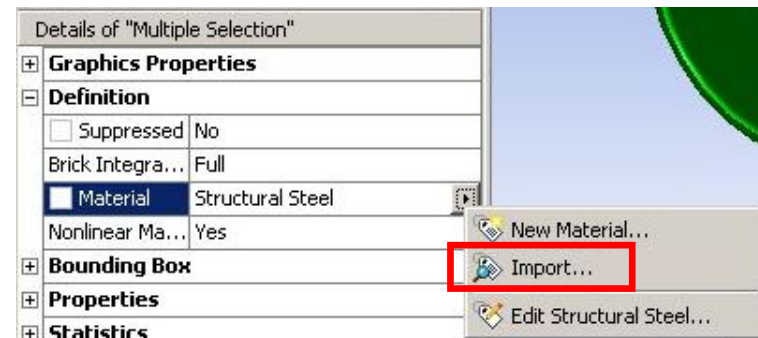 Details of "Multiple Selection"
Graphics Properties
Definition
Suppressed No
Brick Integra... Full
Material Structural Steel
Nonlinear Ma... Yes
New Material...
Bounding Box
Import...
Properties
Edit Structural Steel...
Statistics